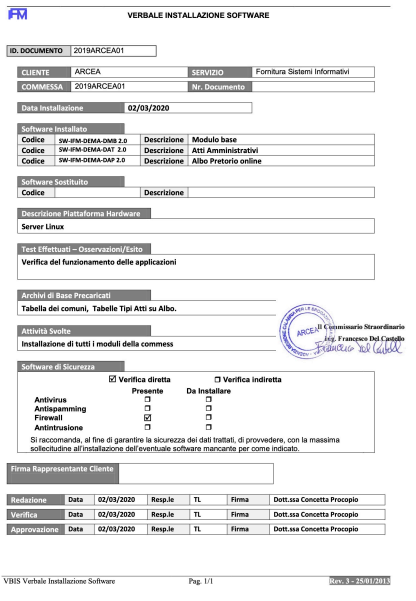 IFM
VERBALE INSTALLAZIONE SOFTWARE
ID. DOCUMENTO 2019ARCEA01
CLIENTE ARCEA SERVIZIO Fornitura Sistemi Informativi
COMMESSA 2019ARCEA01 Nr. Documento
Data Installazione 02/03/2020
Software Installato
Codice SW-IFM-DEMA-DMB 2.0 Descrizione Modulo base
Codice SW-IFM-DEMA-DAT 2.0 Descrizione Atti Amministrativi
Codice SW-IFM-DEMA-DAP 2.0 Descrizione Albo Pretorio online
Software Sostituito
Codice Descrizione
Descrizione Piattaforma Hardware
Server Linux
Test Effettuati – Osservazioni/Esito
Verifica del funzionamento delle applicazioni
Archivi di Base Precaricati
Tabella dei comuni, Tabelle Tipi Atti su Albo.
ARCEA
Il Commissario Straordinario
Ing. Francesco Del Castello
Francesco Del Castello
Attività Svolte
Installazione di tutti i moduli della commess
Software di Sicurezza
☑ Verifica diretta ☐ Verifica indiretta
Presente Da Installare
Antivirus ☐ ☐
Antispamming ☐ ☐
Firewall ☑ ☐
Antintrusione ☐ ☐
Si raccomanda, al fine di garantire la sicurezza dei dati trattati, di provvedere, con la massima
sollecitudine all'installazione dell'eventuale software mancante per come indicato.
Firma Rappresentante Cliente
Redazione Data 02/03/2020 Resp.le TL Firma Dott.ssa Concetta Procopio
Verifica Data 02/03/2020 Resp.le TL Firma Dott.ssa Concetta Procopio
Approvazione Data 02/03/2020 Resp.le TL Firma Dott.ssa Concetta Procopio
VBIS Verbale Installazione Software Pag. 1/1 Rev. 3 - 25/01/2013